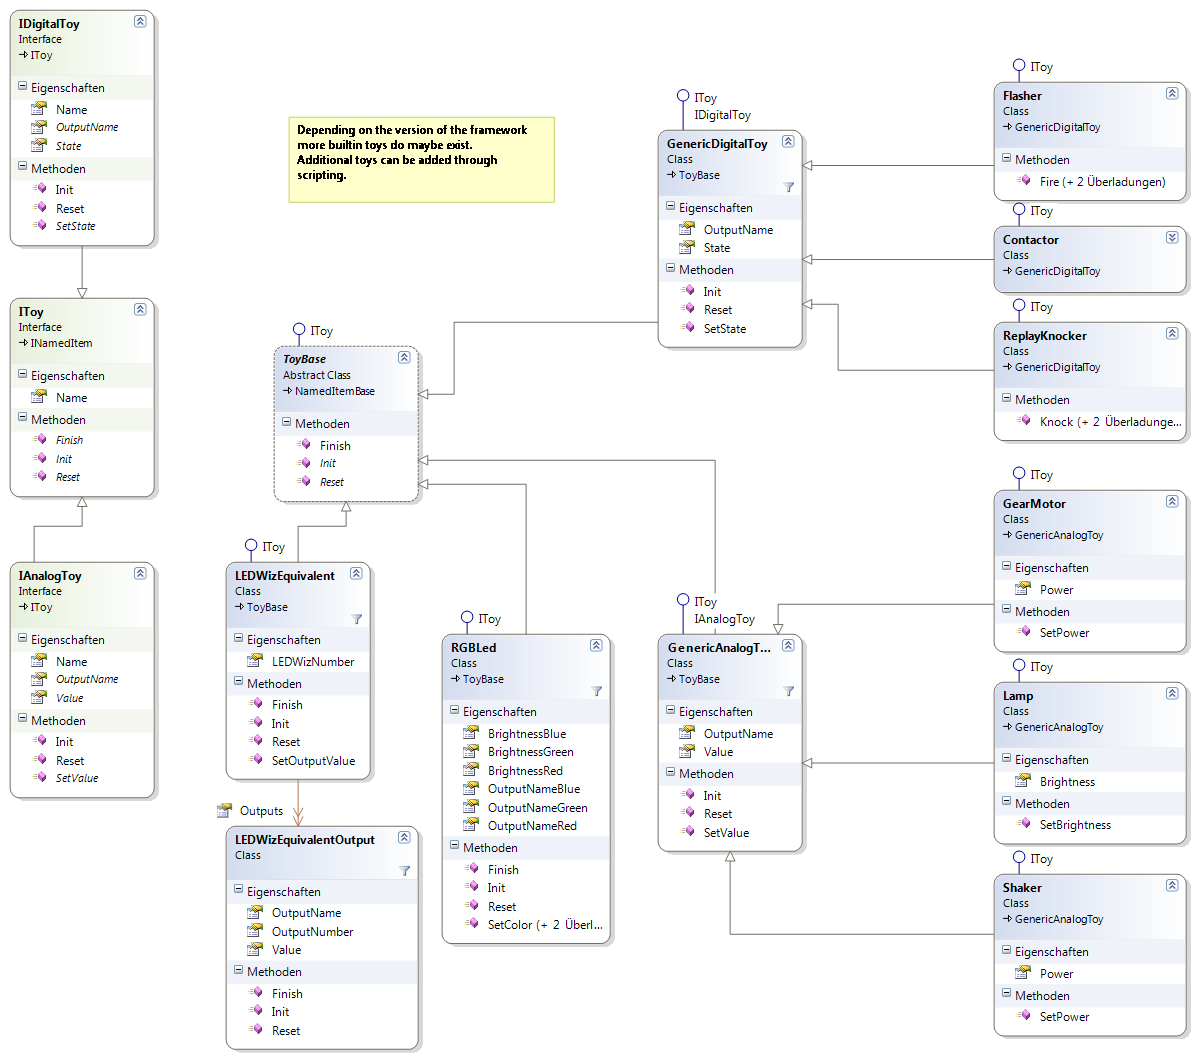 IDigitalToy
Interface
IToy
Eigenschaften
Name
OutputName
State
Methoden
Init
Reset
SetState
IToy
Interface
INamedItem
Eigenschaften
Name
Methoden
Finish
Init
Reset
IAnalogToy
Interface
IToy
Eigenschaften
Name
OutputName
Value
Methoden
Init
Reset
SetValue
Depending on the version of the framework
more builtin toys do maybe exist.
Additional toys can be added through
scripting.
IToy
ToyBase
Abstract Class
NamedItemBase
Methoden
Finish
Init
Reset
IToy
LEDWizEquivalent
Class
ToyBase
Eigenschaften
LEDWizNumber
Methoden
Finish
Init
Reset
SetOutputValue
Outputs
LEDWizEquivalentOutput
Class
Eigenschaften
OutputName
OutputNumber
Value
Methoden
Finish
Init
Reset
IToy
RGBLed
Class
ToyBase
Eigenschaften
BrightnessBlue
BrightnessGreen
BrightnessRed
OutputNameBlue
OutputNameGreen
OutputNameRed
Methoden
Finish
Init
Reset
SetColor (+ 2 Überl...
IToy
IDigitalToy
GenericDigitalToy
Class
ToyBase
Eigenschaften
OutputName
State
Methoden
Init
Reset
SetState
IToy
IAnalogToy
GenericAnalogT...
Class
ToyBase
Eigenschaften
OutputName
Value
Methoden
Init
Reset
SetValue
IToy
Flasher
Class
GenericDigitalToy
Methoden
Fire (+ 2 Überladungen)
IToy
Contactor
Class
GenericDigitalToy
IToy
ReplayKnocker
Class
GenericDigitalToy
Methoden
Knock (+ 2 Überladunge...
IToy
GearMotor
Class
GenericAnalogToy
Eigenschaften
Power
Methoden
SetPower
IToy
Lamp
Class
GenericAnalogToy
Eigenschaften
Brightness
Methoden
SetBrightness
IToy
Shaker
Class
GenericAnalogToy
Eigenschaften
Power
Methoden
SetPower